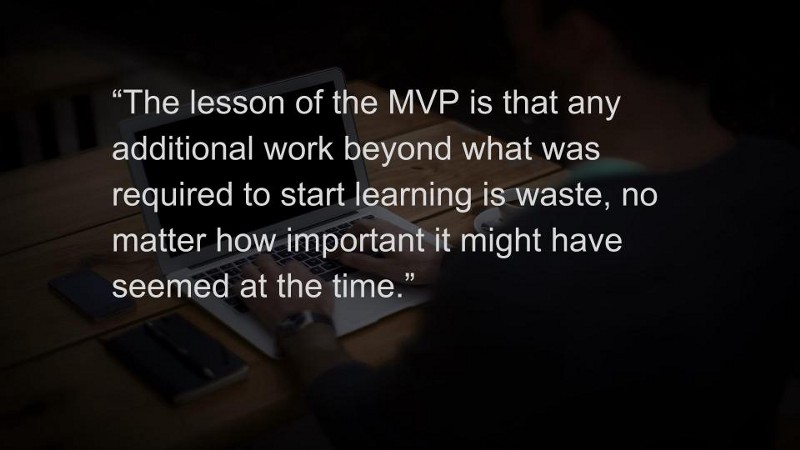 “The lesson of the MVP is that any
additional work beyond what was
required to start learning is waste, no
matter how important it might have
seemed at the time.”